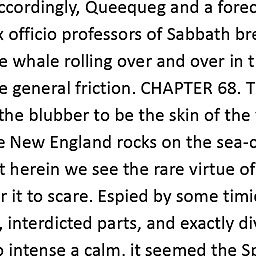 ccordingly, Queequeg and a forec
officio professors of Sabbath bre
e whale rolling over and over in t
e general friction. CHAPTER 68. T
the blubber to be the skin of the
e New England rocks on the sea-c
t herein we see the rare virtue of
r it to scare. Espied by some timi
, interdicted parts, and exactly div
o intense a calm, it seemed the Sp